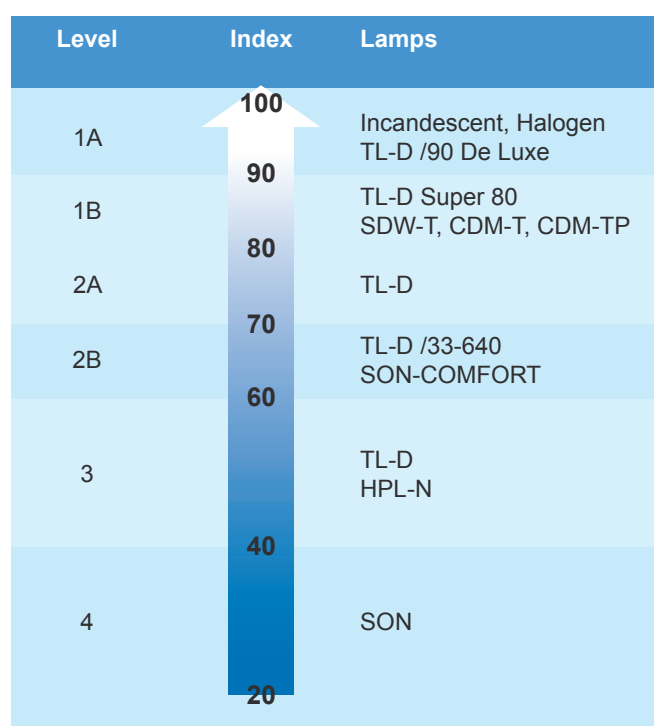 Level Index Lamps
100
1A Incandescent, Halogen
TL-D /90 De Luxe
90
1B TL-D Super 80
SDW-T, CDM-T, CDM-TP
80
2A TL-D
70
2B TL-D /33-640
SON-COMFORT
60
3 TL-D
HPL-N
40
4 SON
20